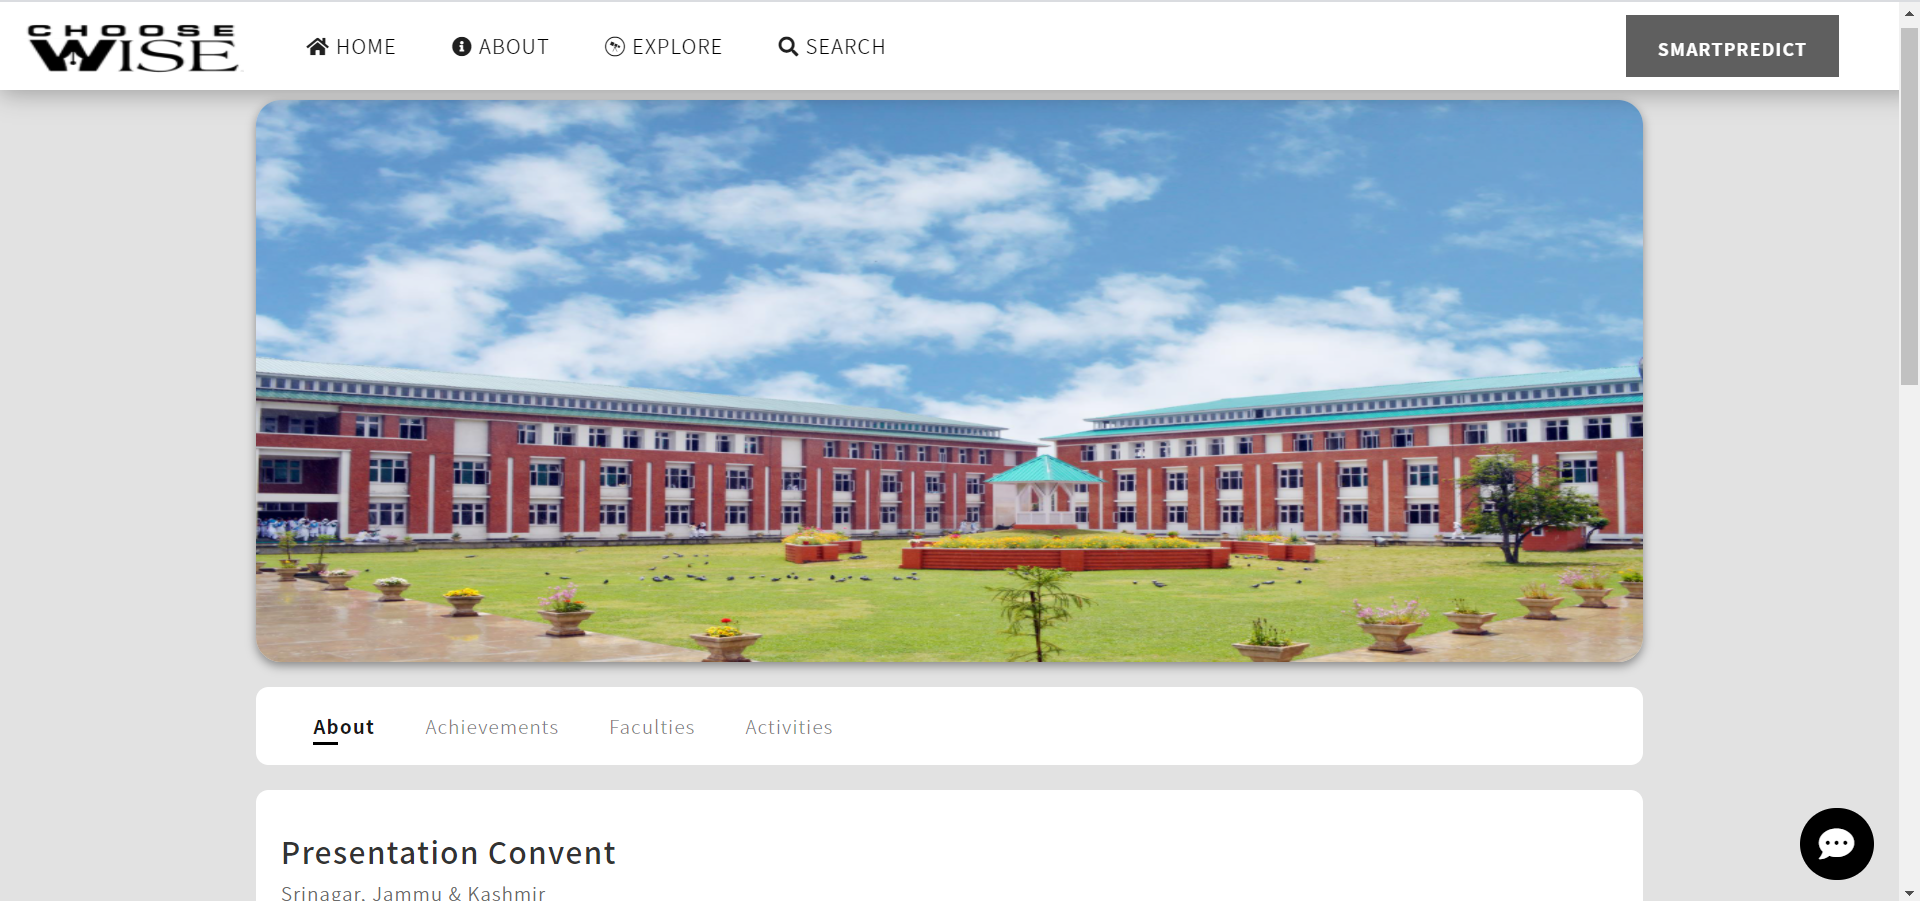 CHOOSE
WISE
HOME ABOUT EXPLORE SEARCH
SMARTPREDICT
About Achievements Faculties Activities
Presentation Convent
Srinagar, Jammu & Kashmir